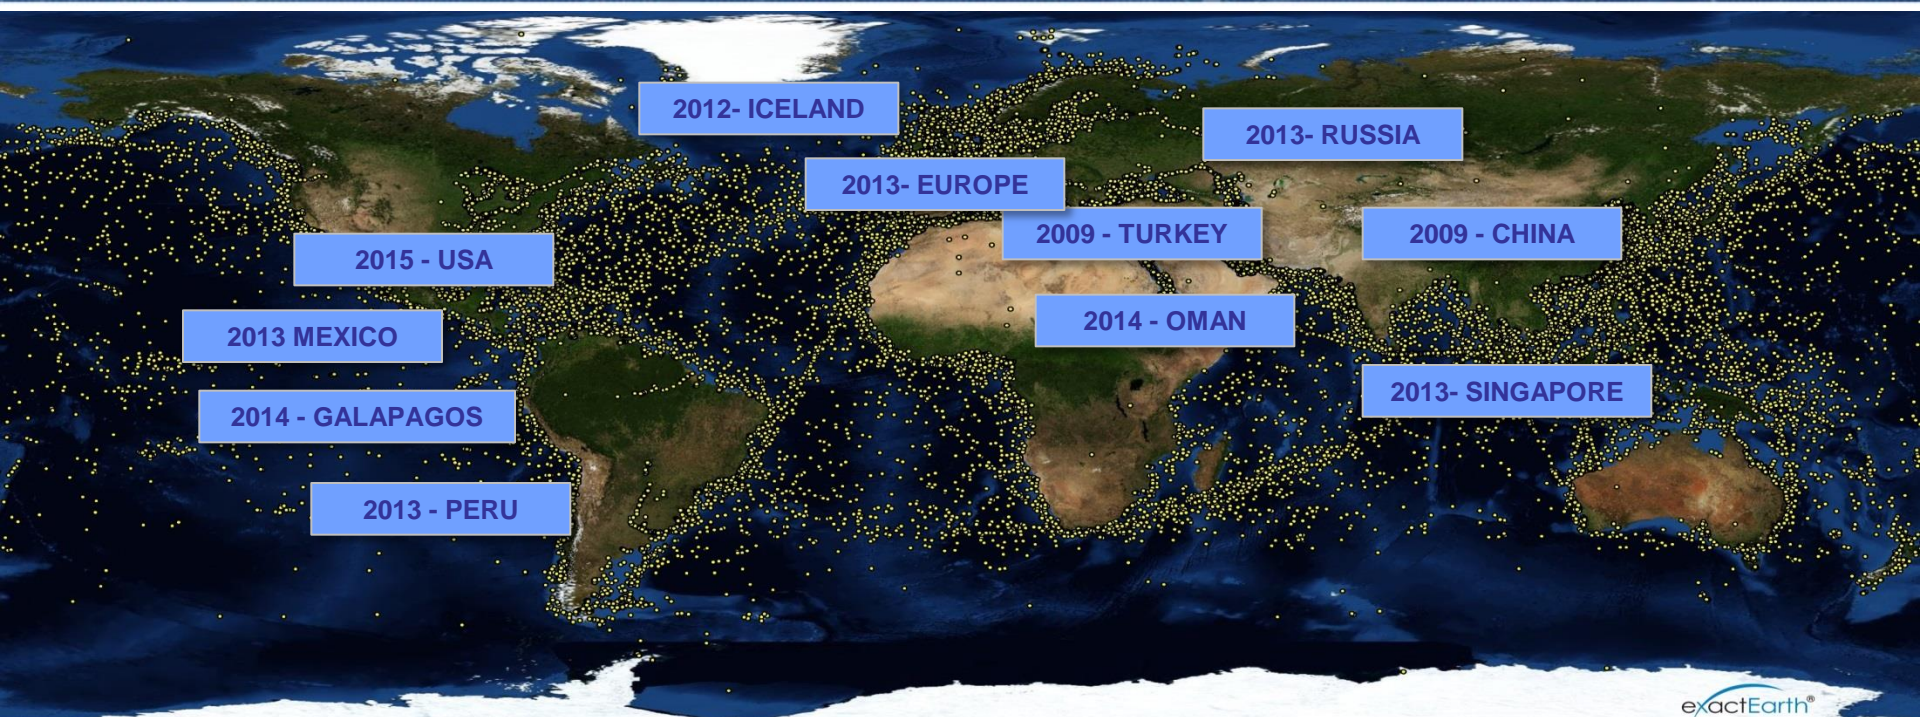 2012- ICELAND
2013- RUSSIA
2013- EUROPE
2009 - TURKEY
2009 - CHINA
2015 - USA
2014 - OMAN
2013 MEXICO
2013- SINGAPORE
2014 - GALAPAGOS
2013 - PERU
exactEarth®